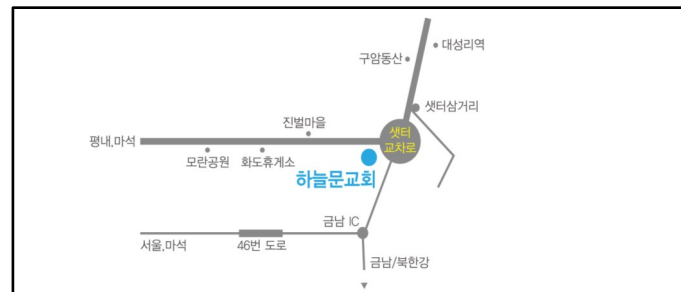 대성리역
구암동산
샛터삼거리
진벌마을
샛터
교차로
평내,마석
모란공원
화도휴게소
하늘문교회
금남 IC
서울,마석
46번 도로
금남/북한강